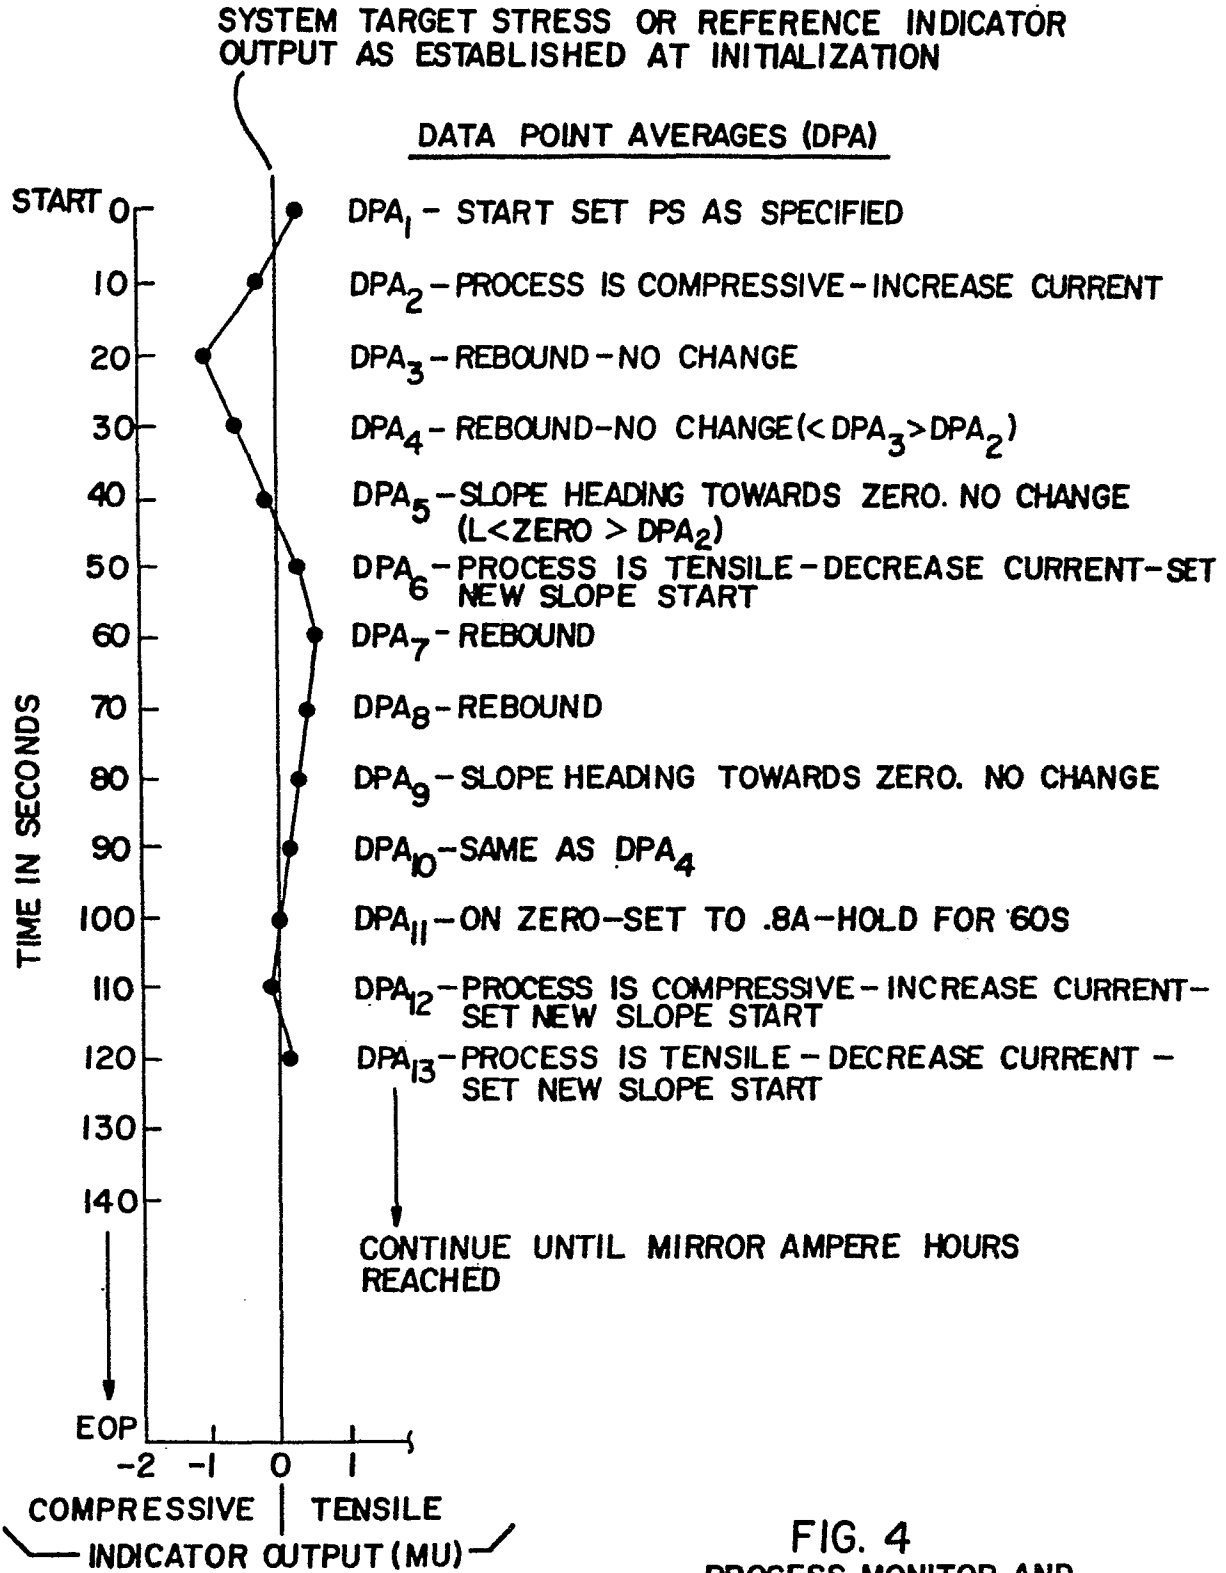 SYSTEM TARGET STRESS OR REFERENCE INDICATOR
OUTPUT AS ESTABLISHED AT INITIALIZATION
DATA POINT AVERAGES (DPA)
START 0
DPA1 - START SET PS AS SPECIFIED
10
DPA2 - PROCESS IS COMPRESSIVE - INCREASE CURRENT
20
DPA3 - REBOUND - NO CHANGE
30
DPA4 - REBOUND - NO CHANGE (< DPA3 > DPA2)
40
DPA5 - SLOPE HEADING TOWARDS ZERO. NO CHANGE
(L < ZERO > DPA2)
50
DPA6 - PROCESS IS TENSILE - DECREASE CURRENT - SET
NEW SLOPE START
60
DPA7 - REBOUND
70
DPA8 - REBOUND
80
DPA9 - SLOPE HEADING TOWARDS ZERO. NO CHANGE
90
DPA10 - SAME AS DPA4
100
DPA11 - ON ZERO - SET TO .8A - HOLD FOR 60S
110
DPA12 - PROCESS IS COMPRESSIVE - INCREASE CURRENT -
SET NEW SLOPE START
120
DPA13 - PROCESS IS TENSILE - DECREASE CURRENT -
SET NEW SLOPE START
130
140
TIME IN SECONDS
CONTINUE UNTIL MIRROR AMPERE HOURS
REACHED
EOP
-2 -1 0 1
COMPRESSIVE TENSILE
INDICATOR OUTPUT (MU)
FIG. 4
PROCESS MONITOR AND